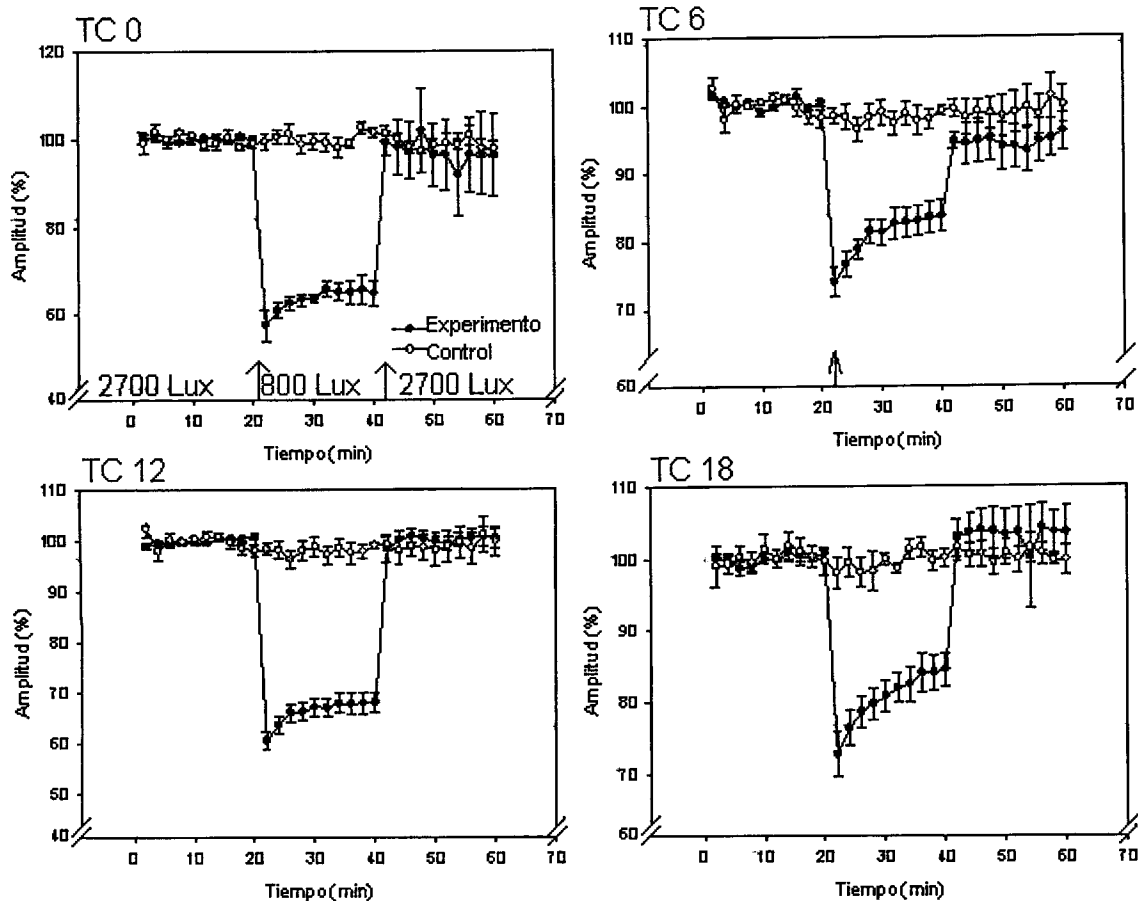 TC 0
120
100
80
60
40
Amplitud (%)
Experimento
Control
2700 Lux
800 Lux
2700 Lux
0 10 20 30 40 50 60 70
Tiempo (min)
TC 6
110
100
90
80
70
60
Amplitud (%)
0 10 20 30 40 50 60 70
Tiempo (min)
TC 12
110
100
90
80
70
60
40
Amplitud (%)
0 10 20 30 40 50 60 70
Tiempo (min)
TC 18
110
100
90
80
70
60
Amplitud (%)
0 10 20 30 40 50 60 70
Tiempo (min)